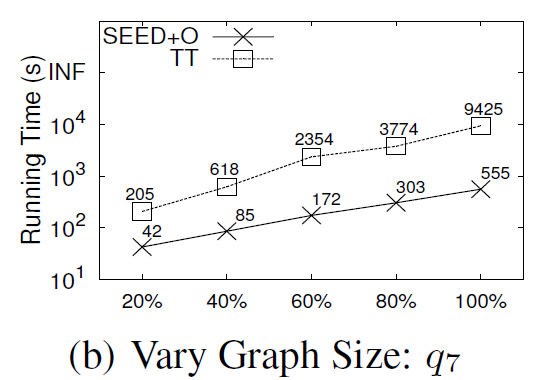 SEED+O
TT
Running Time (s)
INF
10^4
10^3
10^2
10^1
9425
3774
2354
618
205
555
303
172
85
42
20% 40% 60% 80% 100%
(b) Vary Graph Size: q7